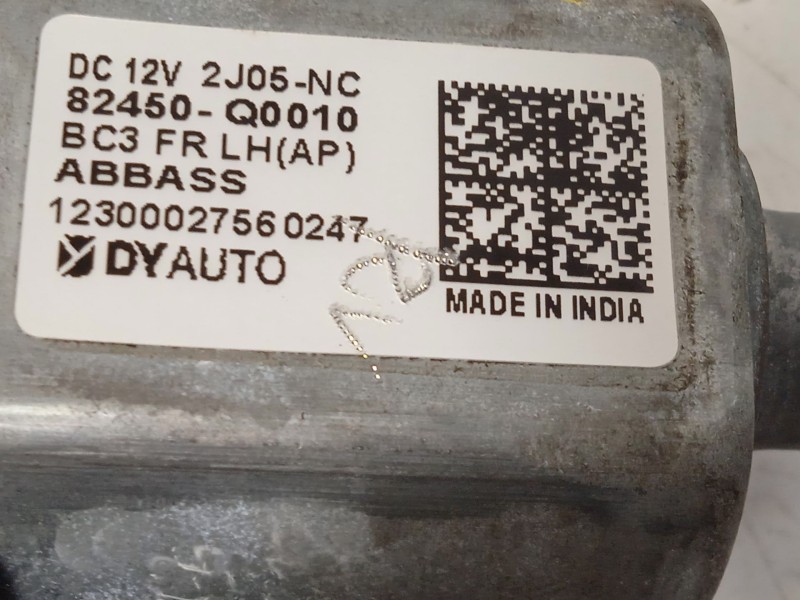 DC 12V 2J05-NC
82450-Q0010
BC3 FR LH(AP)
ABBASS
12300027560247
DYAUTO
MADE IN INDIA